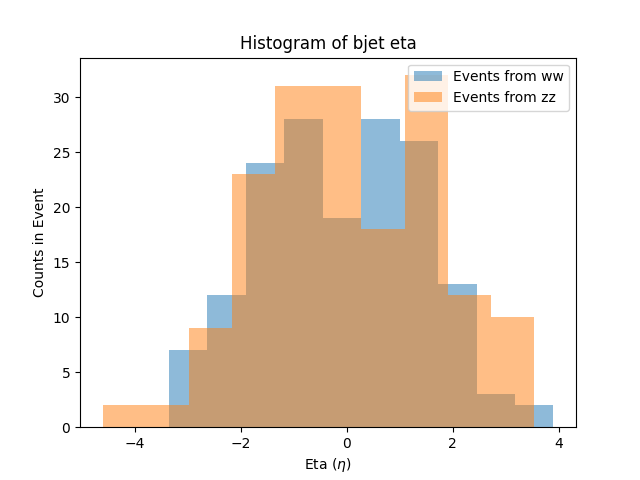 Histogram of bjet eta
Events from ww
Events from zz
Counts in Event
30
25
20
15
10
5
0
−4
−2
0
2
4
Eta (η)